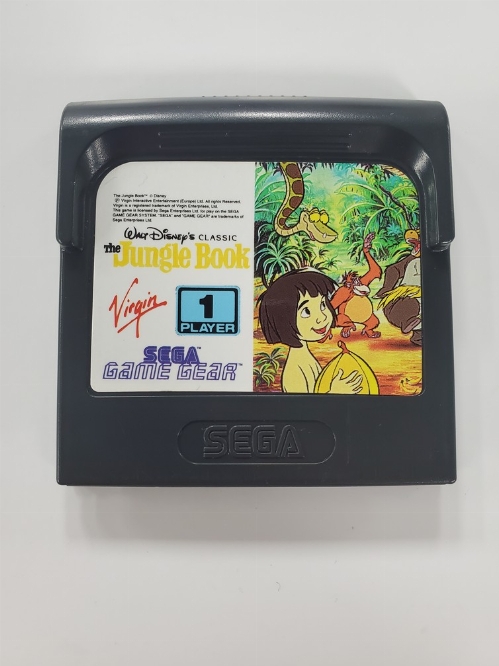 The Jungle Book™ © Disney
Ⓟ Virgin Interactive Entertainment (Europe) Ltd. All rights Reserved.
Virgin is a registered trademark of Virgin Enterprises, Ltd.
This game is licensed by Sega Enterprises Ltd. for play on the SEGA
GAME GEAR SYSTEM. "SEGA" and "GAME GEAR" are trademarks of
Sega Enterprises Ltd.
WALT DISNEY'S CLASSIC
The Jungle Book
Virgin
1
PLAYER
SEGA™
GAME GEAR™
SEGA